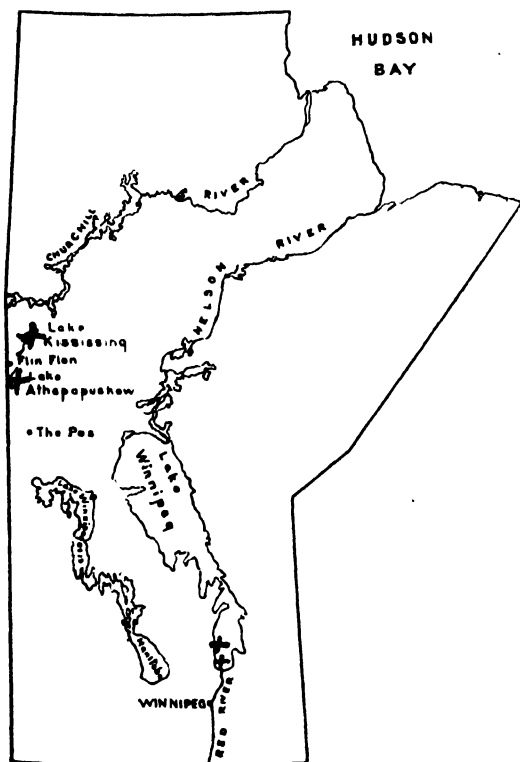 HUDSON
BAY
CHURCHILL
RIVER
NELSON
RIVER
Lake
Kississing
Flin Flon
Lake
Athapapuskow
The Pas
Lake
Winnipeg
Manitoba
WINNIPEG
RED RIVER